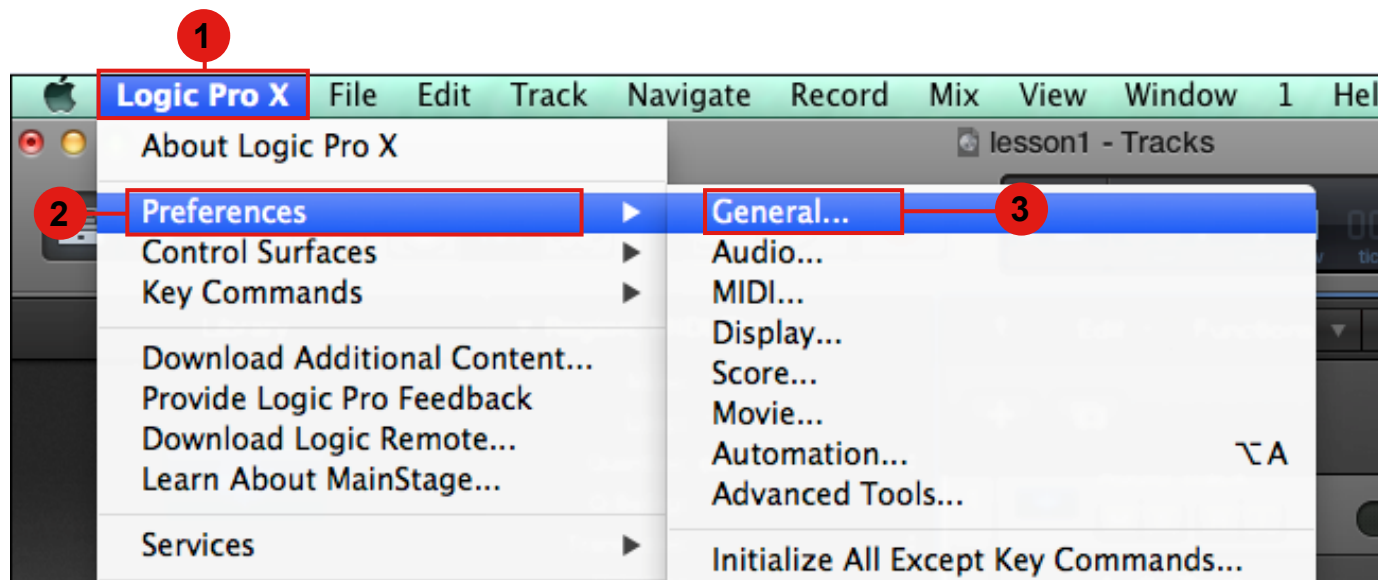 1
Logic Pro X File Edit Track Navigate Record Mix View Window 1 Hel
About Logic Pro X
lesson1 - Tracks
2
Preferences
General...
3
Control Surfaces
Audio...
Key Commands
MIDI...
Display...
Download Additional Content...
Score...
Provide Logic Pro Feedback
Movie...
Download Logic Remote...
Automation... ⌥A
Learn About MainStage...
Advanced Tools...
Services
Initialize All Except Key Commands...